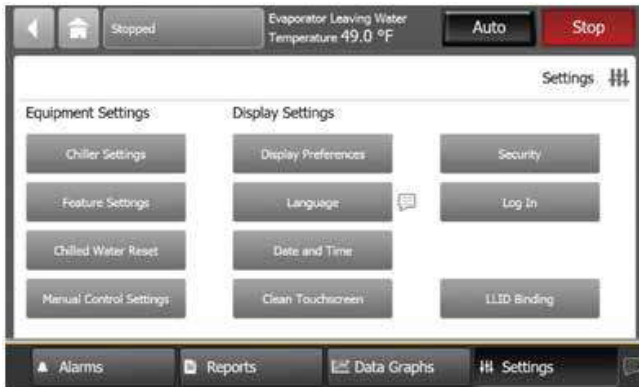 Stopped
Evaporator Leaving Water
Temperature 49.0 °F
Auto
Stop
Settings
Equipment Settings
Display Settings
Chiller Settings
Display Preferences
Security
Feature Settings
Language
Log In
Chilled Water Reset
Date and Time
Manual Control Settings
Clean Touchscreen
LLID Binding
Alarms
Reports
Data Graphs
Settings